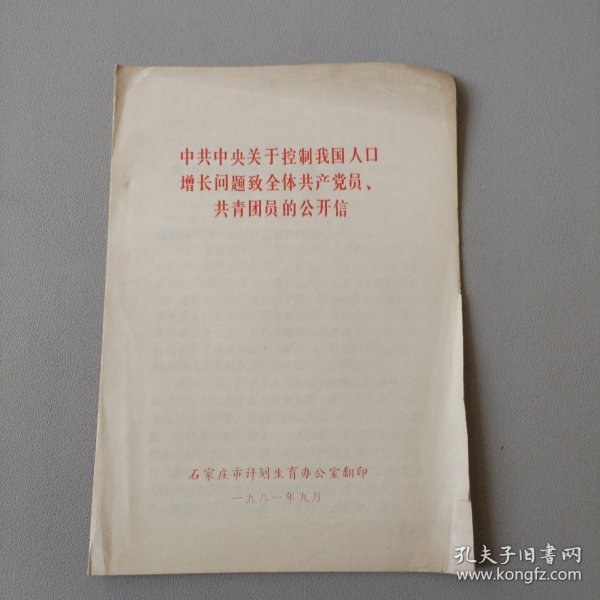 中共中央关于控制我国人口
增长问题致全体共产党员、
共青团员的公开信
石家庄市计划生育办公室翻印
一九八一年九月
孔夫子旧书网
www.kongfz.com